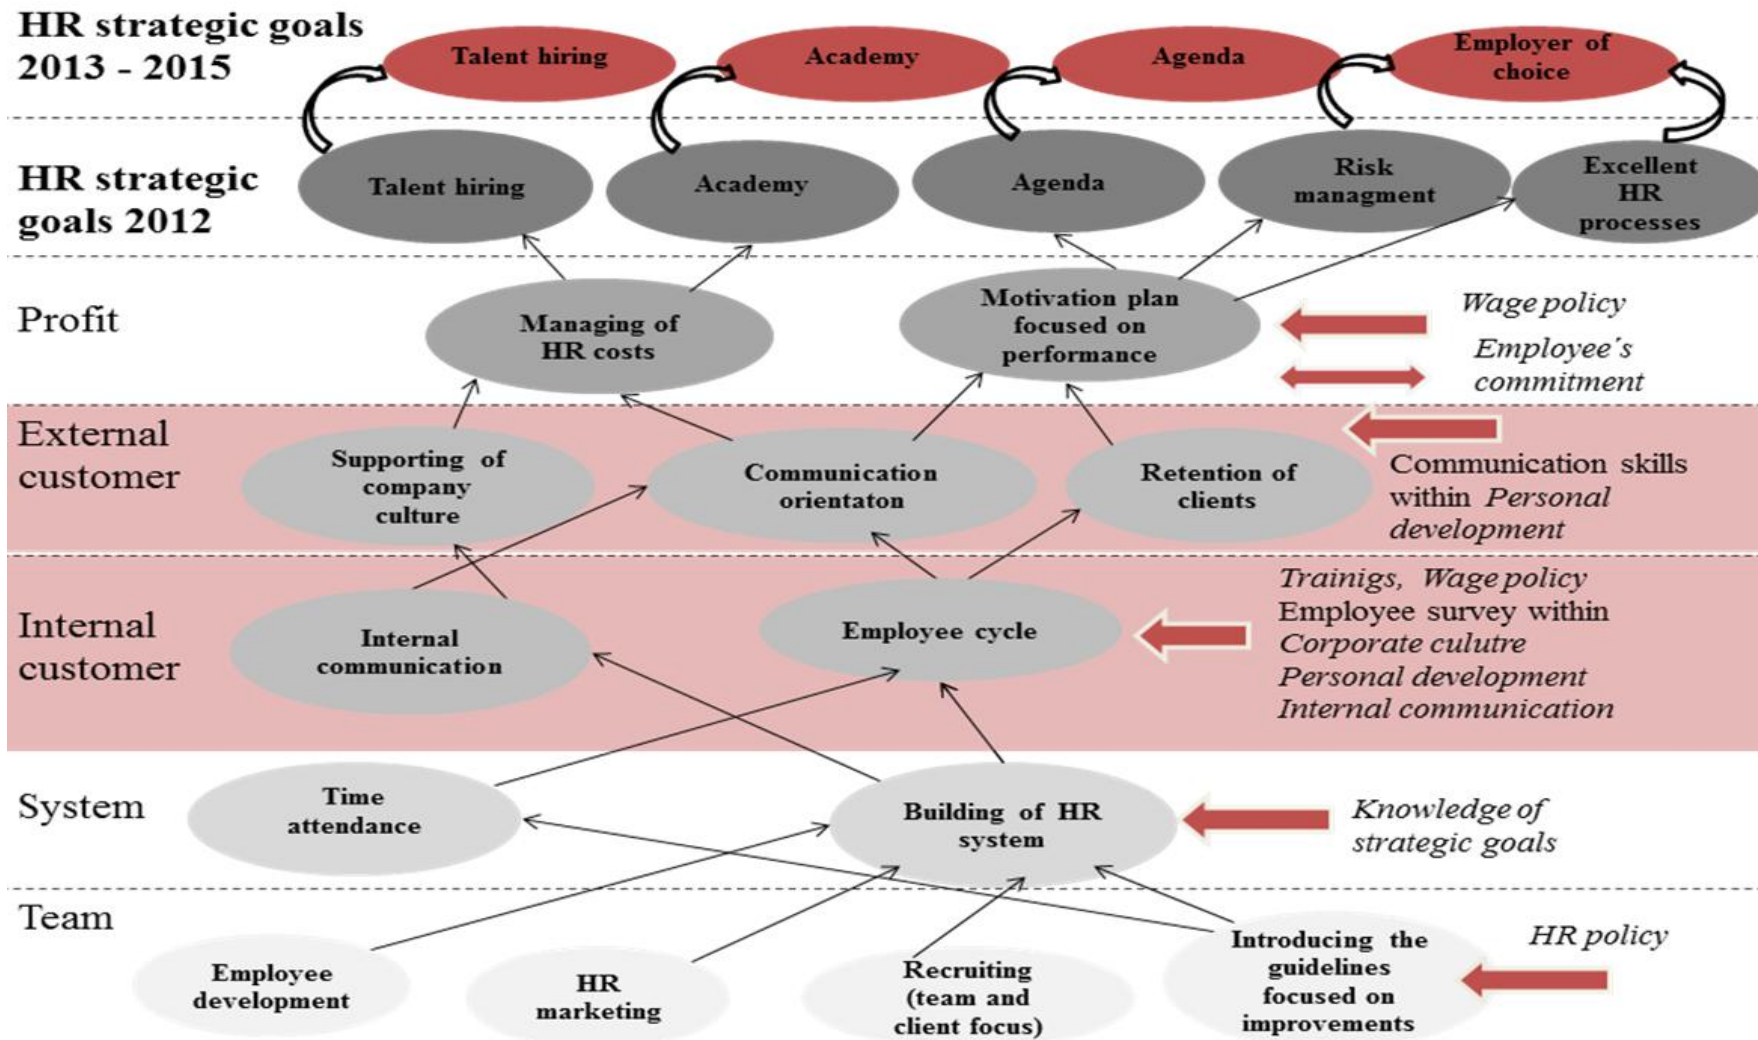 HR strategic goals
2013 - 2015
Talent hiring
Academy
Agenda
Employer of
choice
HR strategic
goals 2012
Talent hiring
Academy
Agenda
Risk
managment
Excellent
HR
processes
Profit
Managing of
HR costs
Motivation plan
focused on
performance
Wage policy
Employee´s
commitment
External
customer
Supporting of
company
culture
Communication
orientaton
Retention of
clients
Communication skills
within Personal
development
Internal
customer
Internal
communication
Employee cycle
Trainigs, Wage policy
Employee survey within
Corporate culutre
Personal development
Internal communication
System
Time
attendance
Building of HR
system
Knowledge of
strategic goals
Team
Employee
development
HR
marketing
Recruiting
(team and
client focus)
Introducing the
guidelines
focused on
improvements
HR policy